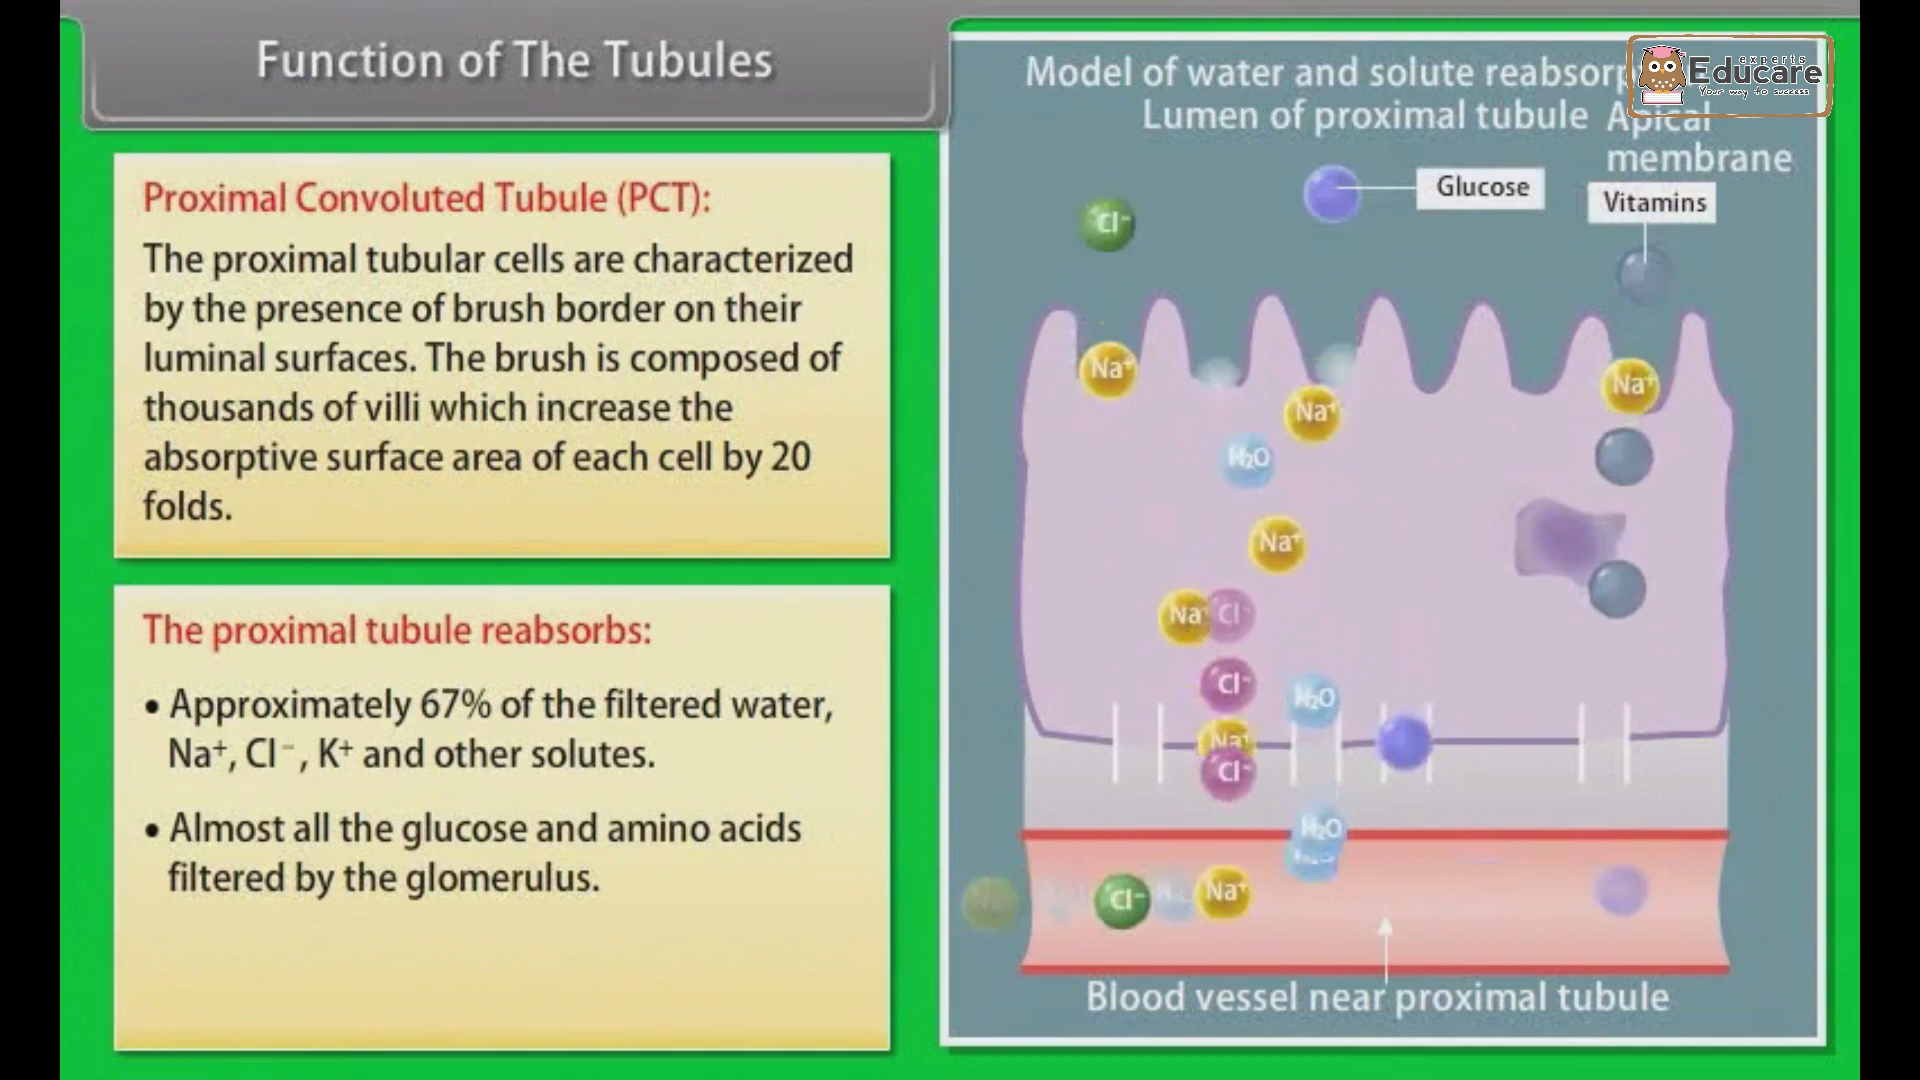 Function of The Tubules
Proximal Convoluted Tubule (PCT):
The proximal tubular cells are characterized
by the presence of brush border on their
luminal surfaces. The brush is composed of
thousands of villi which increase the
absorptive surface area of each cell by 20
folds.
The proximal tubule reabsorbs:
• Approximately 67% of the filtered water,
Na⁺, Cl⁻, K⁺ and other solutes.
• Almost all the glucose and amino acids
filtered by the glomerulus.
Model of water and solute
Lumen of proximal tubule
Apical
membrane
experts
Educare
Your way to success
Glucose
Vitamins
Cl⁻
Na⁺
Na⁺
Na⁺
H₂O
Na⁺
Na⁺ Cl⁻
Cl⁻
H₂O
Na⁺
Cl⁻
H₂O
Cl⁻
Na⁺
Blood vessel near proximal tubule